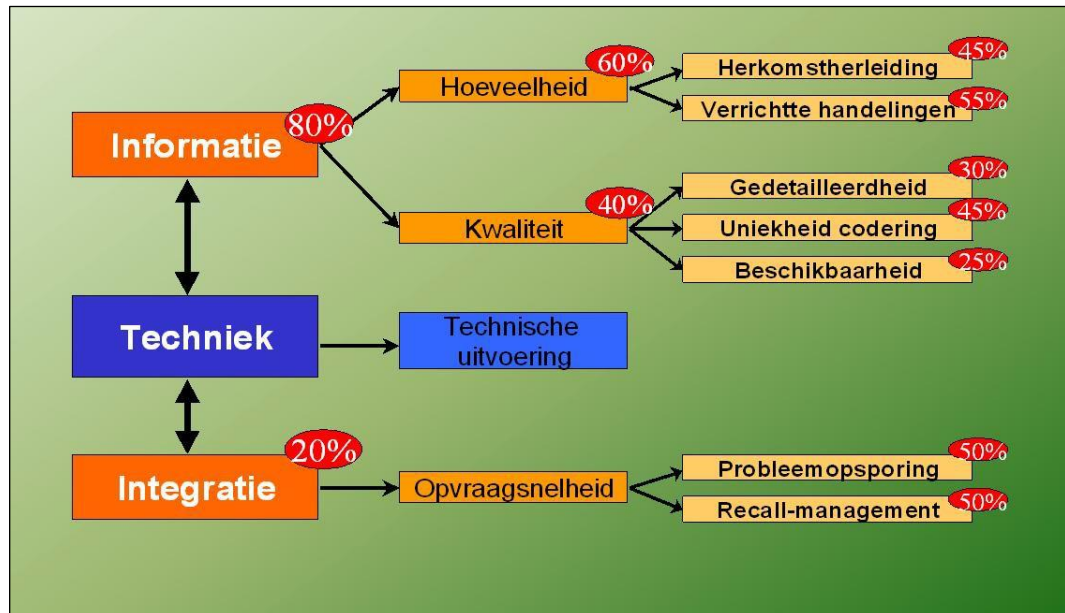 Informatie
80%
Hoeveelheid
60%
Herkomstherleiding
45%
Verrichtte handelingen
55%
Kwaliteit
40%
Gedetailleerdheid
30%
Uniekheid codering
45%
Beschikbaarheid
25%
Techniek
Technische
uitvoering
Integratie
20%
Opvraagsnelheid
Probleemopsporing
50%
Recall-management
50%